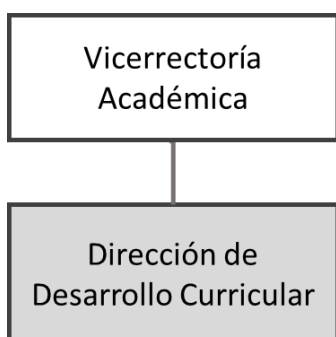 Vicerrectoría
Académica
Dirección de
Desarrollo Curricular